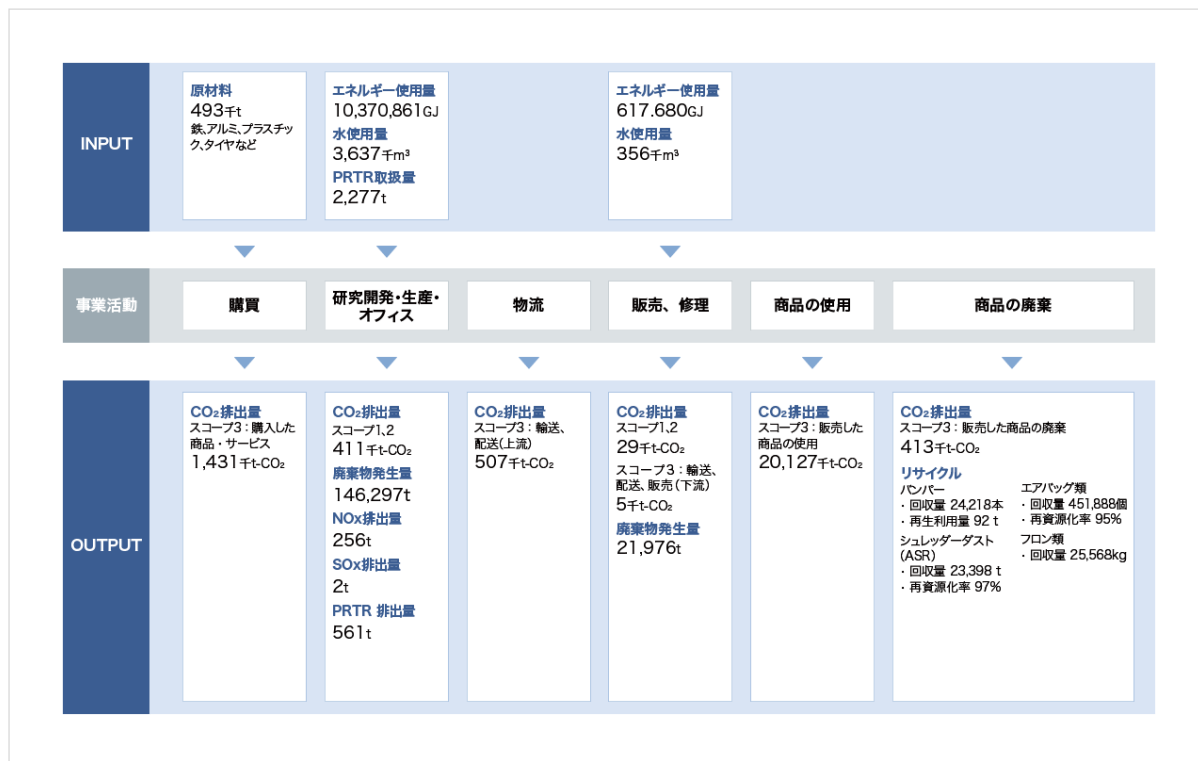 INPUT
原材料
493千t
鉄、アルミ、プラスチッ
ク、タイヤなど
エネルギー使用量
10,370,861GJ
水使用量
3,637千m³
PRTR取扱量
2,277t
エネルギー使用量
617.680GJ
水使用量
356千m³
事業活動
購買
研究開発・生産・
オフィス
物流
販売、修理
商品の使用
商品の廃棄
OUTPUT
CO₂排出量
スコープ3：購入した
商品・サービス
1,431千t-CO₂
CO₂排出量
スコープ1、2
411千t-CO₂
廃棄物発生量
146,297t
NOx排出量
256t
SOx排出量
2t
PRTR 排出量
561t
CO₂排出量
スコープ3：輸送、
配送（上流）
507千t-CO₂
CO₂排出量
スコープ1、2
29千t-CO₂
スコープ3：輸送、
配送、販売（下流）
5千t-CO₂
廃棄物発生量
21,976t
CO₂排出量
スコープ3：販売した
商品の使用
20,127千t-CO₂
CO₂排出量
スコープ3：販売した商品の廃棄
413千t-CO₂
リサイクル
バンパー
・回収量 24,218本
・再生利用量 92 t
シュレッダーダスト
(ASR)
・回収量 23,398 t
・再資源化率 97%
エアバッグ類
・回収量 451,888個
・再資源化率 95%
フロン類
・回収量 25,568kg